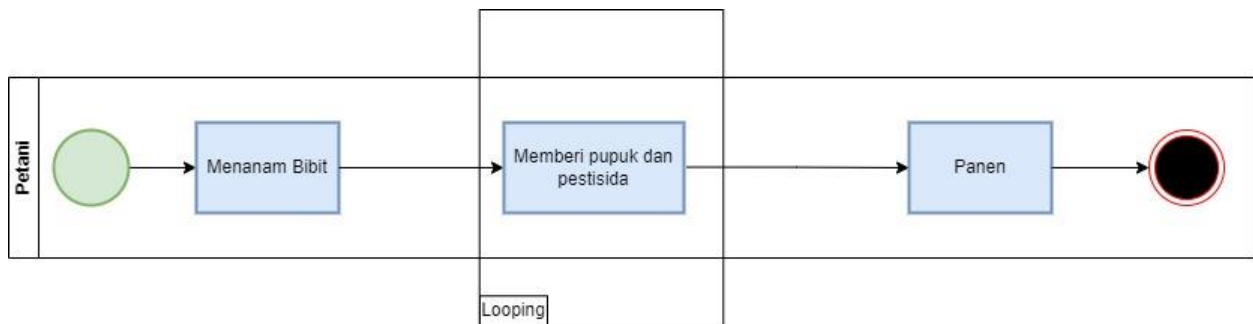 Petani
Menanam Bibit
Memberi pupuk dan
pestisida
Panen
Looping